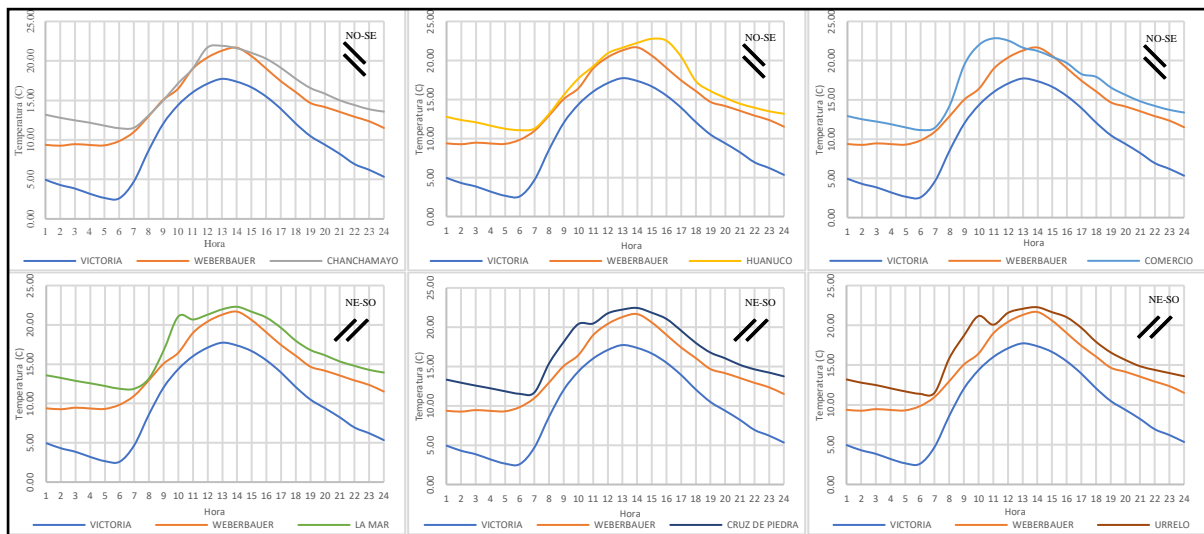 25.00
20.00
15.00
10.00
5.00
0.00
Temperatura (C)
NO-SE
1 2 3 4 5 6 7 8 9 10 11 12 13 14 15 16 17 18 19 20 21 22 23 24
Hora
VICTORIA WEBERBAUER CHANCHAMAYO
25.00
20.00
15.00
10.00
5.00
0.00
Temperatura (C)
NO-SE
1 2 3 4 5 6 7 8 9 10 11 12 13 14 15 16 17 18 19 20 21 22 23 24
Hora
VICTORIA WEBERBAUER HUANUCO
25.00
20.00
15.00
10.00
5.00
0.00
Temperatura (C)
NO-SE
1 2 3 4 5 6 7 8 9 10 11 12 13 14 15 16 17 18 19 20 21 22 23 24
Hora
VICTORIA WEBERBAUER COMERCIO
25.00
20.00
15.00
10.00
5.00
0.00
Temperatura (C)
NE-SO
1 2 3 4 5 6 7 8 9 10 11 12 13 14 15 16 17 18 19 20 21 22 23 24
Hora
VICTORIA WEBERBAUER LA MAR
25.00
20.00
15.00
10.00
5.00
0.00
Temperatura (C)
NE-SO
1 2 3 4 5 6 7 8 9 10 11 12 13 14 15 16 17 18 19 20 21 22 23 24
Hora
VICTORIA WEBERBAUER CRUZ DE PIEDRA
25.00
20.00
15.00
10.00
5.00
0.00
Temperatura (C)
NE-SO
1 2 3 4 5 6 7 8 9 10 11 12 13 14 15 16 17 18 19 20 21 22 23 24
Hora
VICTORIA WEBERBAUER URRELO